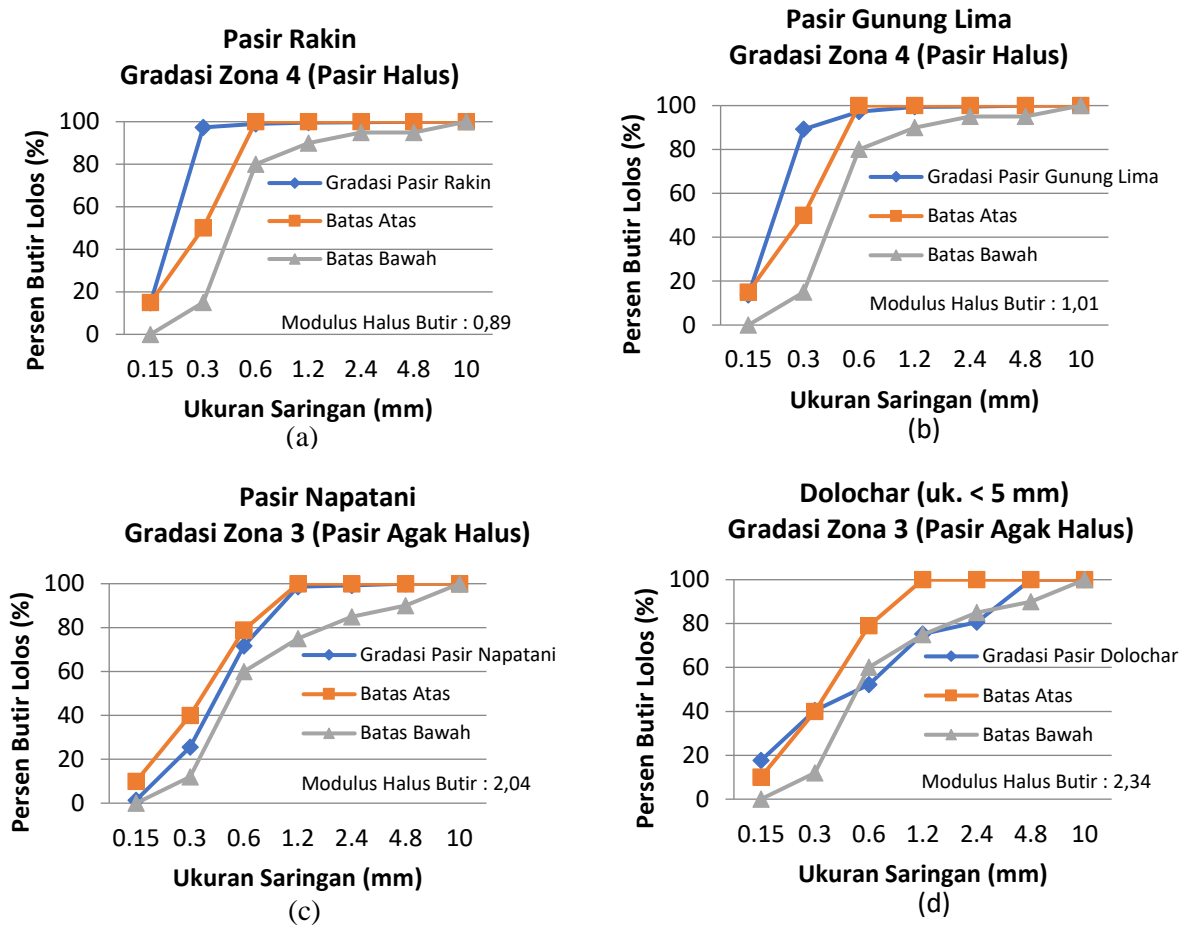 Pasir Rakin
Gradasi Zona 4 (Pasir Halus)
Persen Butir Lolos (%)
100
80
60
40
20
0
Gradasi Pasir Rakin
Batas Atas
Batas Bawah
Modulus Halus Butir : 0,89
0.15 0.3 0.6 1.2 2.4 4.8 10
Ukuran Saringan (mm)
(a)
Pasir Gunung Lima
Gradasi Zona 4 (Pasir Halus)
Persen Butir Lolos (%)
100
80
60
40
20
0
Gradasi Pasir Gunung Lima
Batas Atas
Batas Bawah
Modulus Halus Butir : 1,01
0.15 0.3 0.6 1.2 2.4 4.8 10
Ukuran Saringan (mm)
(b)
Pasir Napatani
Gradasi Zona 3 (Pasir Agak Halus)
Persen Butir Lolos (%)
100
80
60
40
20
0
Gradasi Pasir Napatani
Batas Atas
Batas Bawah
Modulus Halus Butir : 2,04
0.15 0.3 0.6 1.2 2.4 4.8 10
Ukuran Saringan (mm)
(c)
Dolochar (uk. < 5 mm)
Gradasi Zona 3 (Pasir Agak Halus)
Persen Butir Lolos (%)
100
80
60
40
20
0
Gradasi Pasir Dolochar
Batas Atas
Batas Bawah
Modulus Halus Butir : 2,34
0.15 0.3 0.6 1.2 2.4 4.8 10
Ukuran Saringan (mm)
(d)